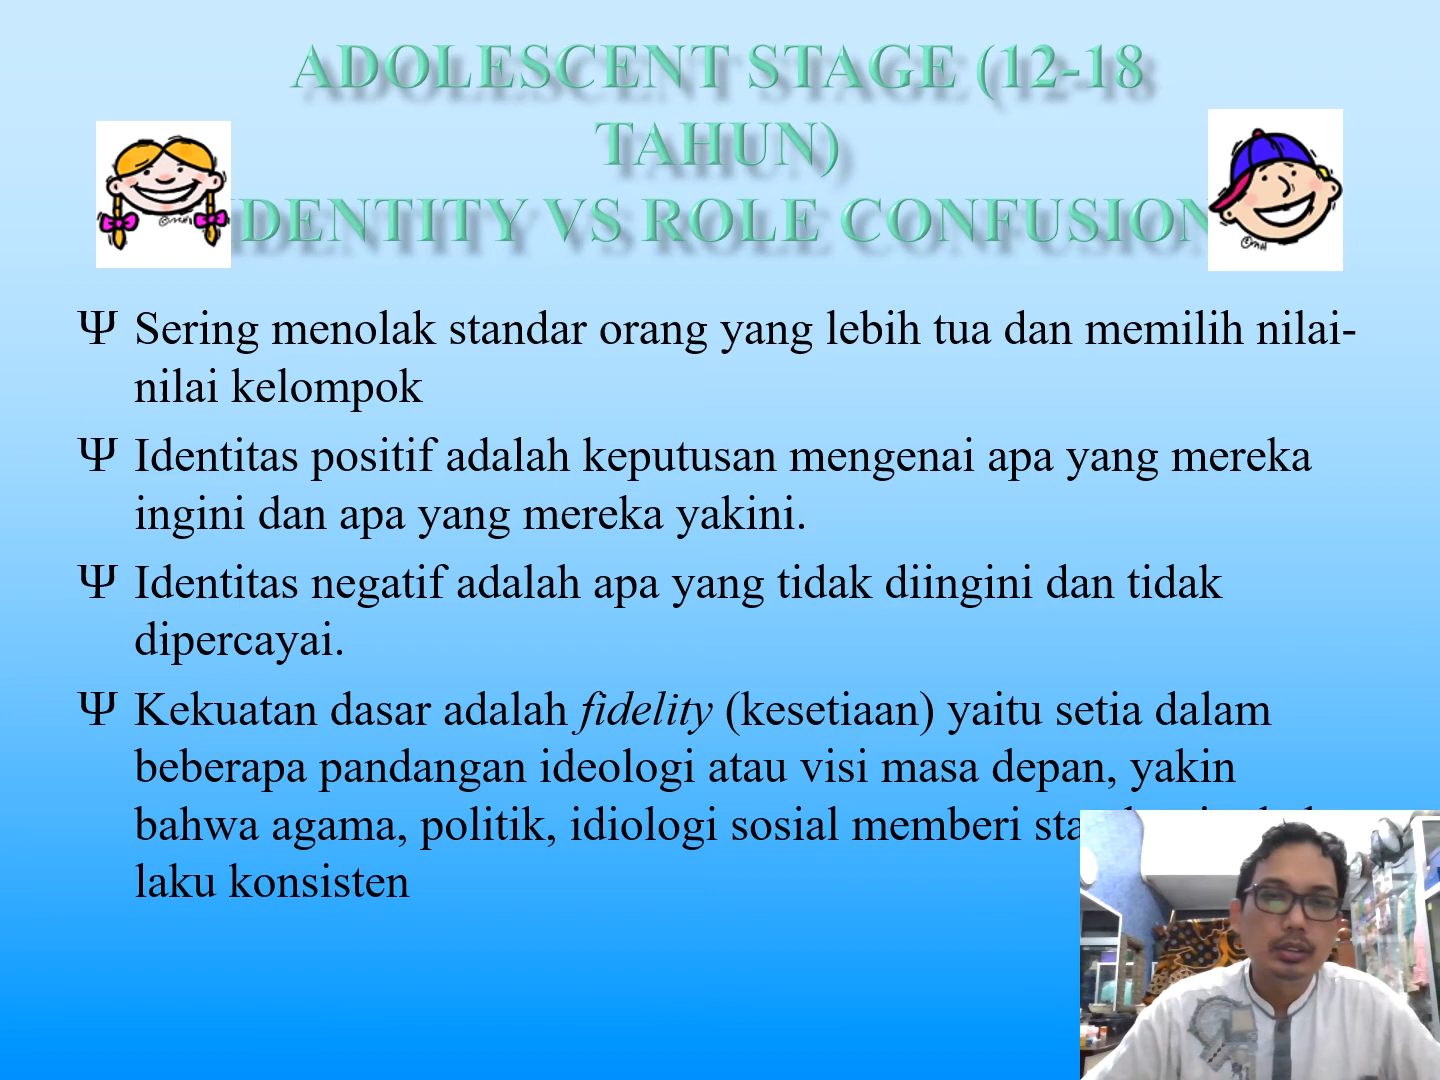 ADOLESCENT STAGE (12-18
TAHUN)
IDENTITY VS ROLE CONFUSION
Ψ Sering menolak standar orang yang lebih tua dan memilih nilai-
nilai kelompok
Ψ Identitas positif adalah keputusan mengenai apa yang mereka
ingini dan apa yang mereka yakini.
Ψ Identitas negatif adalah apa yang tidak diingini dan tidak
dipercayai.
Ψ Kekuatan dasar adalah fidelity (kesetiaan) yaitu setia dalam
beberapa pandangan ideologi atau visi masa depan, yakin
bahwa agama, politik, idiologi sosial memberi
laku konsisten